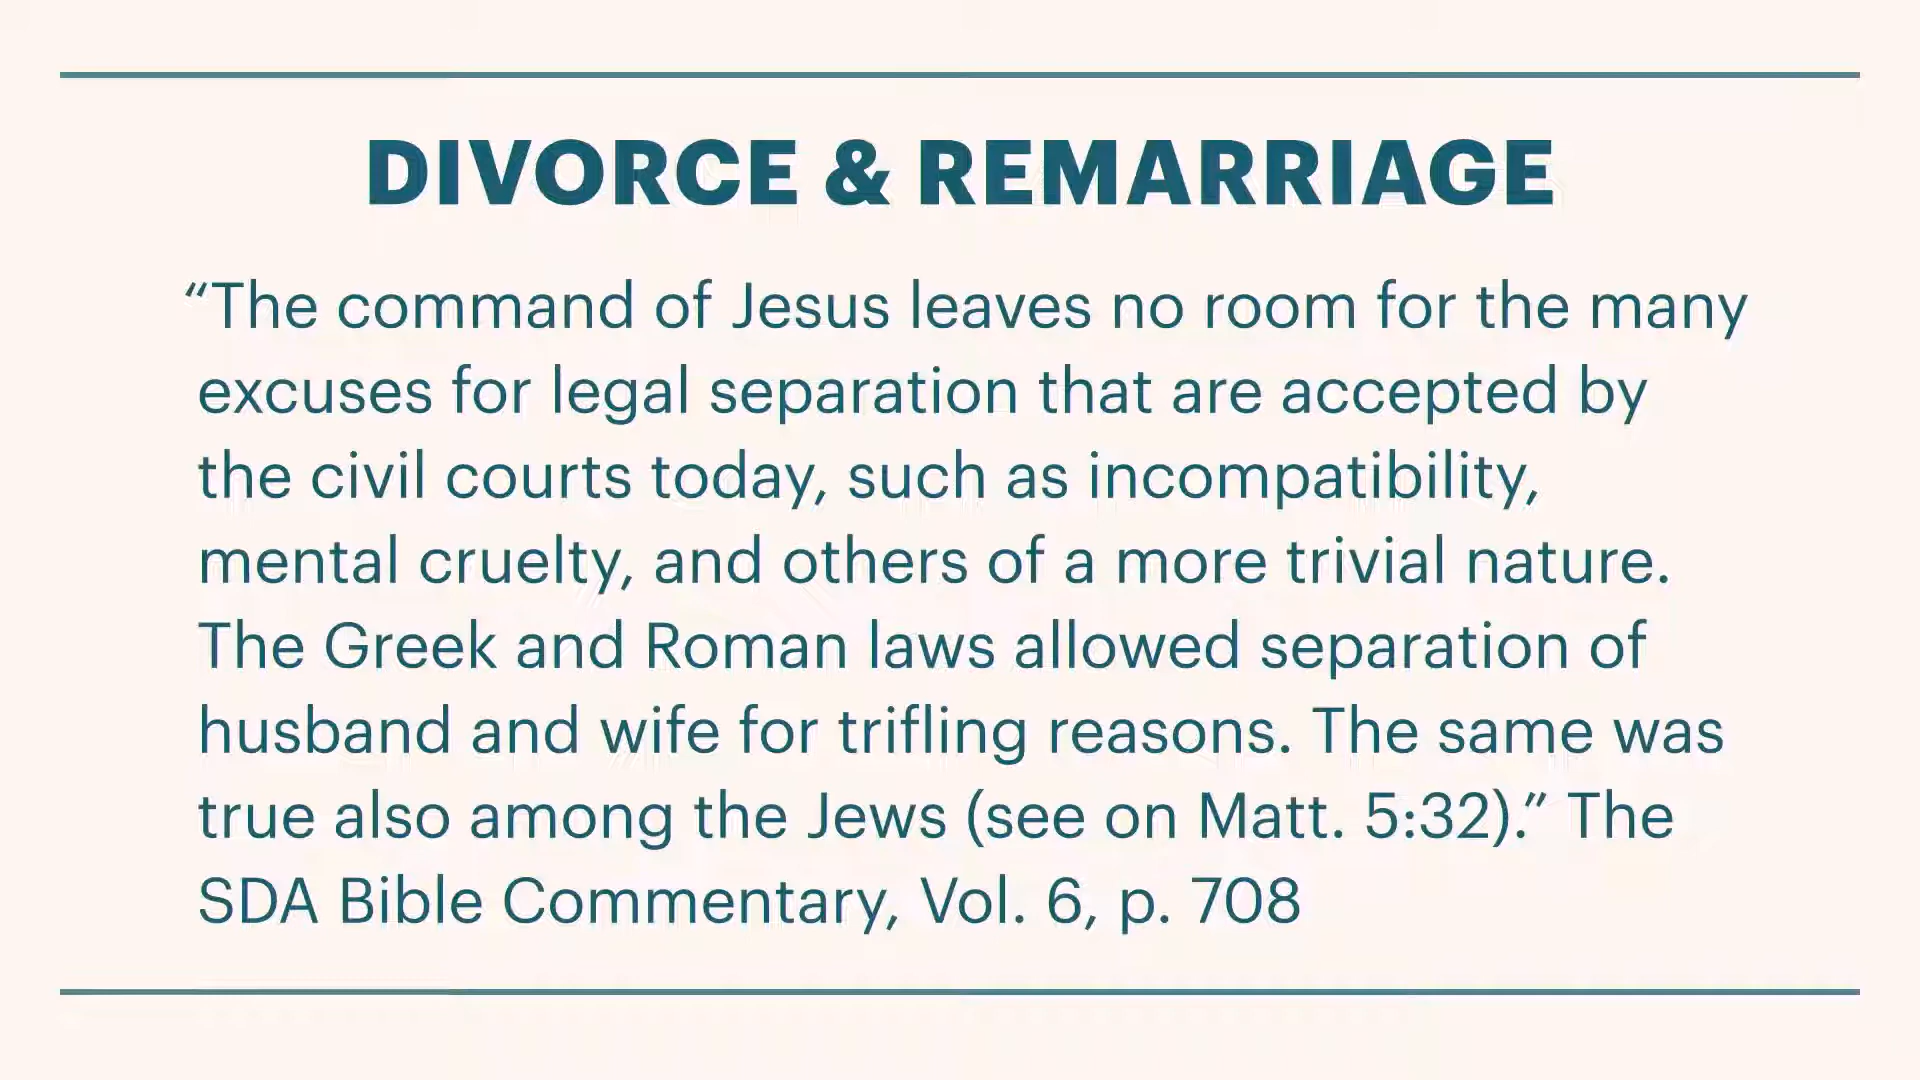 DIVORCE & REMARRIAGE
“The command of Jesus leaves no room for the many
excuses for legal separation that are accepted by
the civil courts today, such as incompatibility,
mental cruelty, and others of a more trivial nature.
The Greek and Roman laws allowed separation of
husband and wife for trifling reasons. The same was
true also among the Jews (see on Matt. 5:32).” The
SDA Bible Commentary, Vol. 6, p. 708